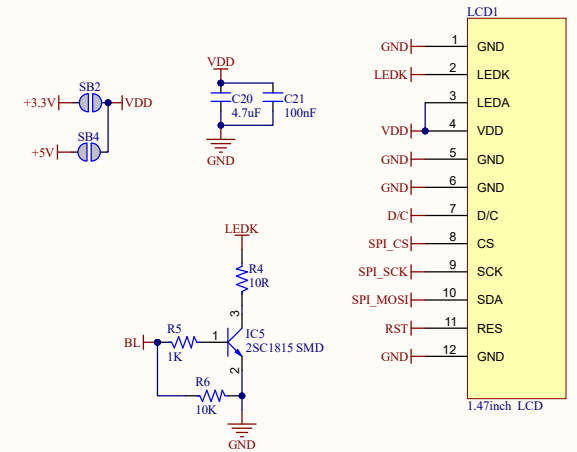 LCD1
GND 1 GND
LEDK 2 LEDK
3 LEDA
VDD 4 VDD
GND 5 GND
GND 6 GND
D/C 7 D/C
SPI_CS 8 CS
SPI_SCK 9 SCK
SPI_MOSI 10 SDA
RST 11 RES
GND 12 GND
1.47inch LCD
SB2
+3.3V VDD
SB4
+5V
VDD
C20 C21
4.7uF 100nF
GND
LEDK
R4
10R
3
IC5
2SC1815 SMD
R5
BL 1
1K
2
R6
10K
GND